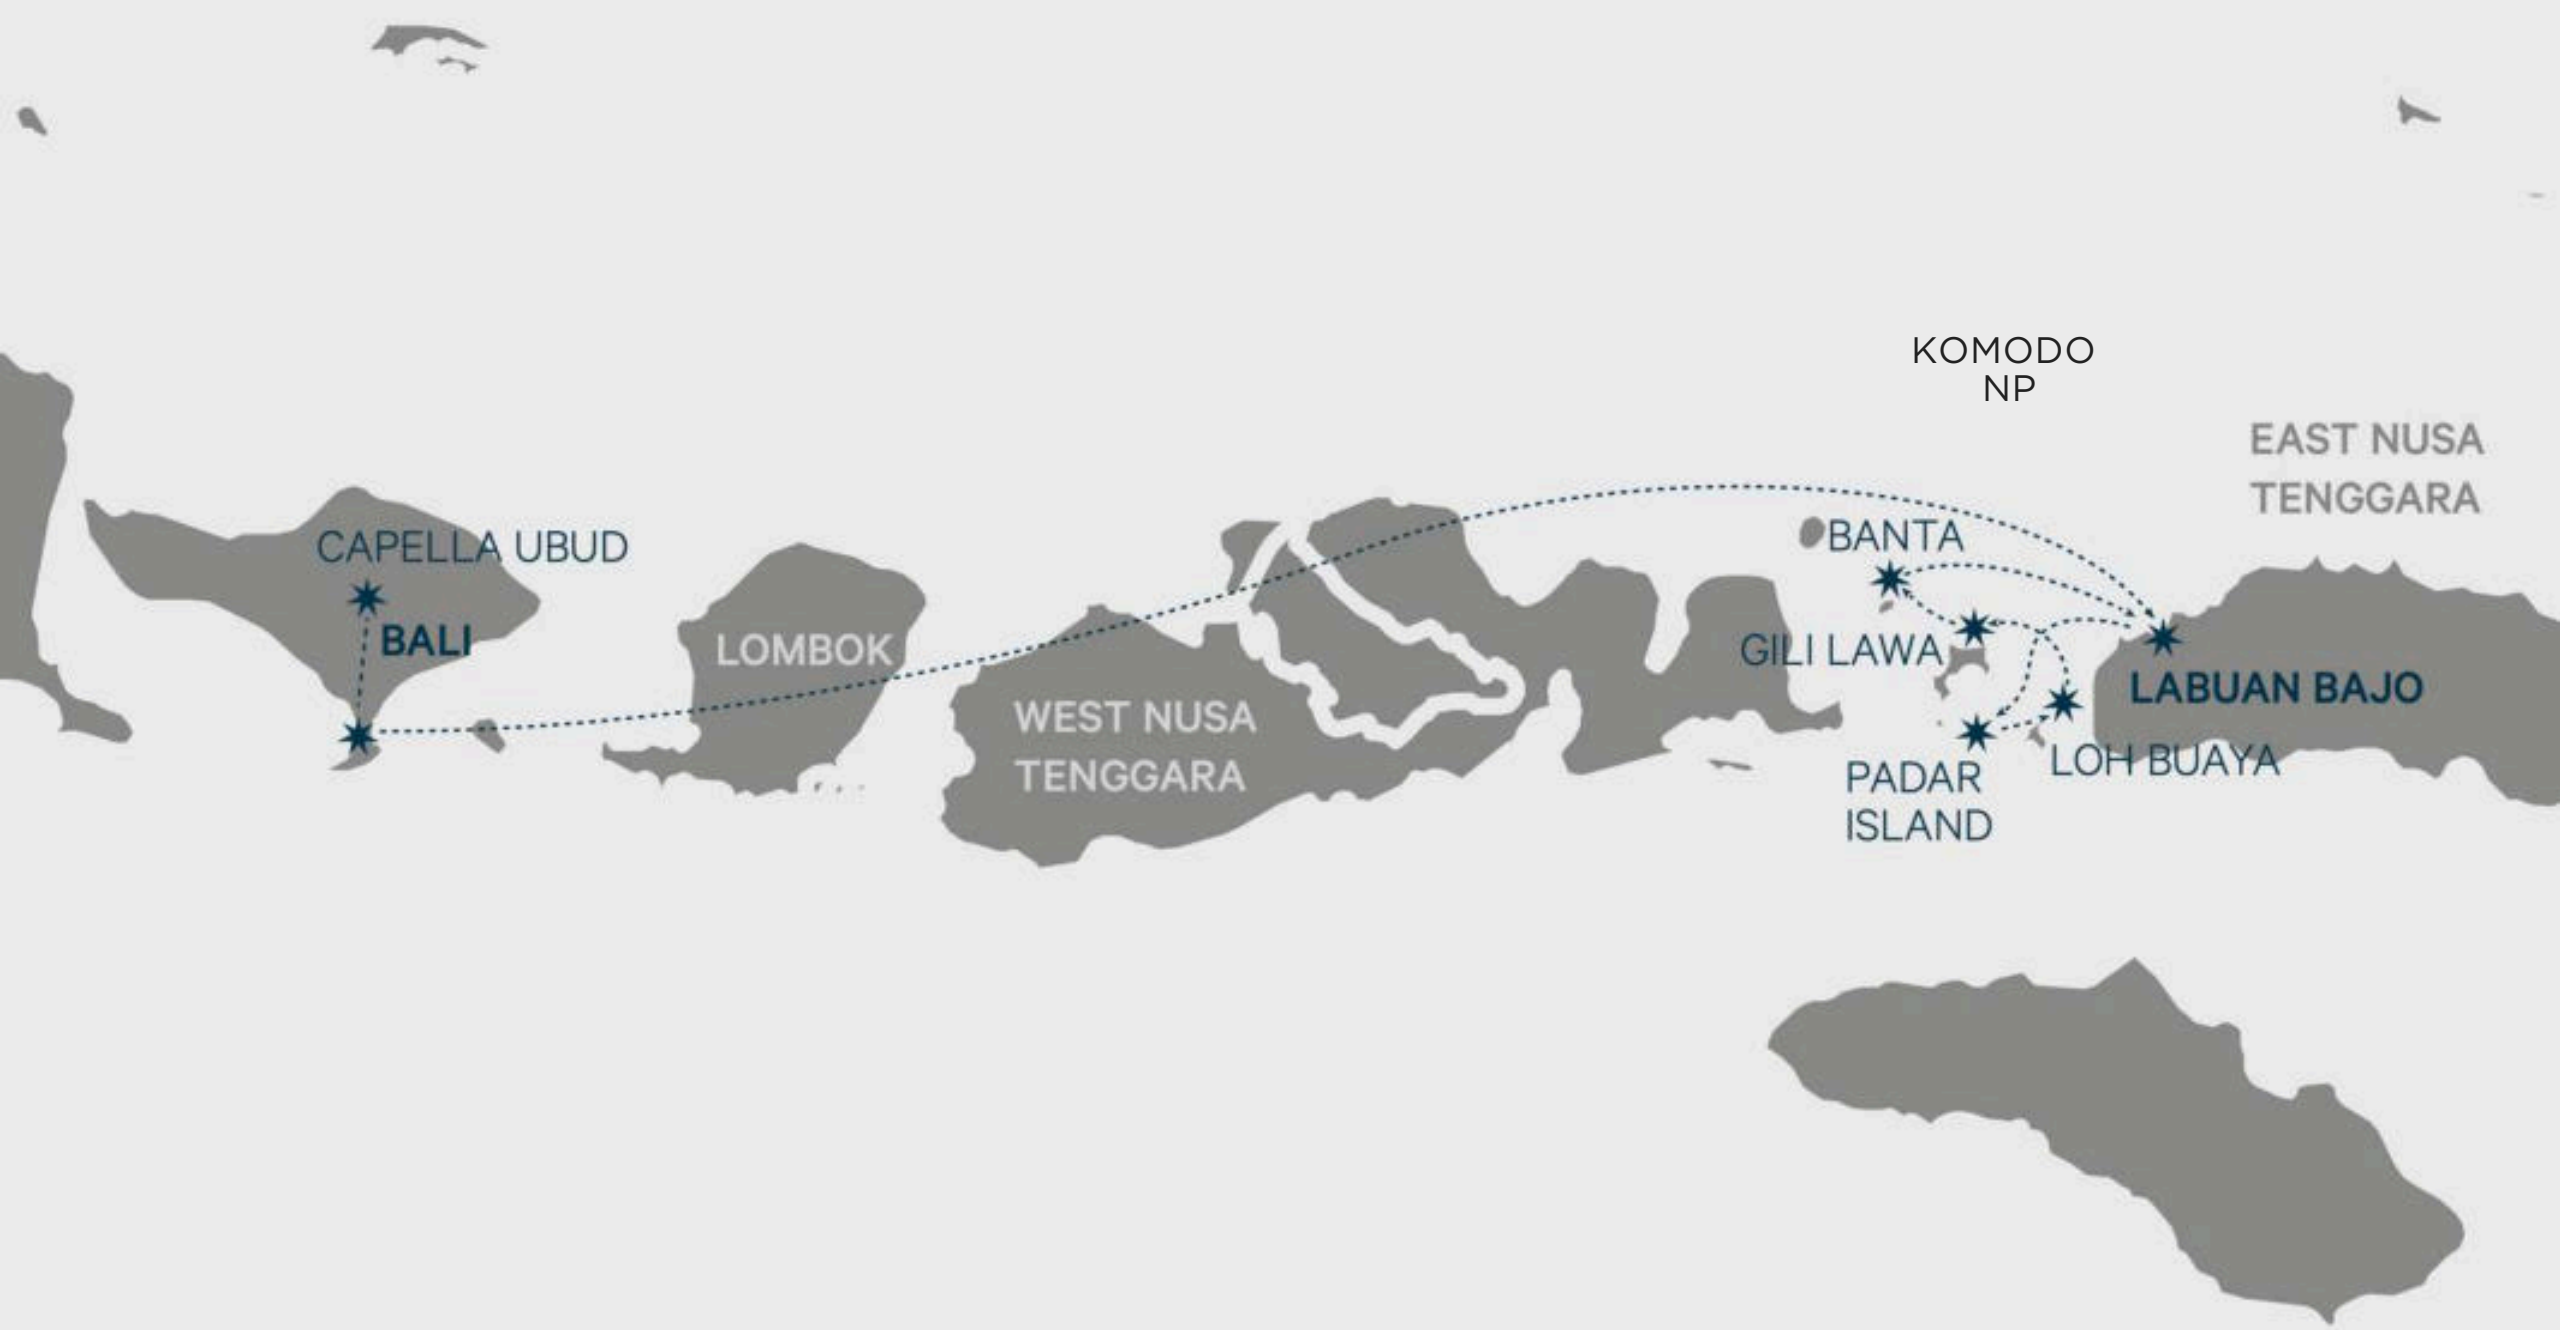 KOMODO
NP
EAST NUSA
TENGGARA
CAPELLA UBUD
BANTA
BALI
LOMBOK
GILI LAWA
LABUAN BAJO
WEST NUSA
TENGGARA
LOH BUAYA
PADAR
ISLAND